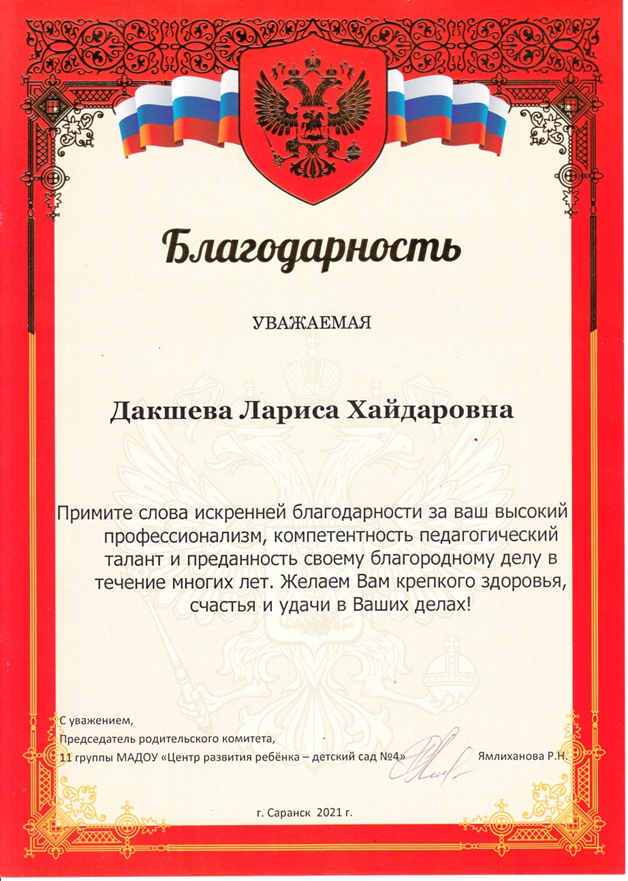 Благодарность
УВАЖАЕМАЯ
Дакшева Лариса Хайдаровна
Примите слова искренней благодарности за ваш высокий
профессионализм, компетентность педагогический
талант и преданность своему благородному делу в
течение многих лет. Желаем Вам крепкого здоровья,
счастья и удачи в Ваших делах!
С уважением,
Председатель родительского комитета,
11 группы МАДОУ «Центр развития ребёнка – детский сад №4» Ямлиханова Р.Н.
г. Саранск 2021 г.